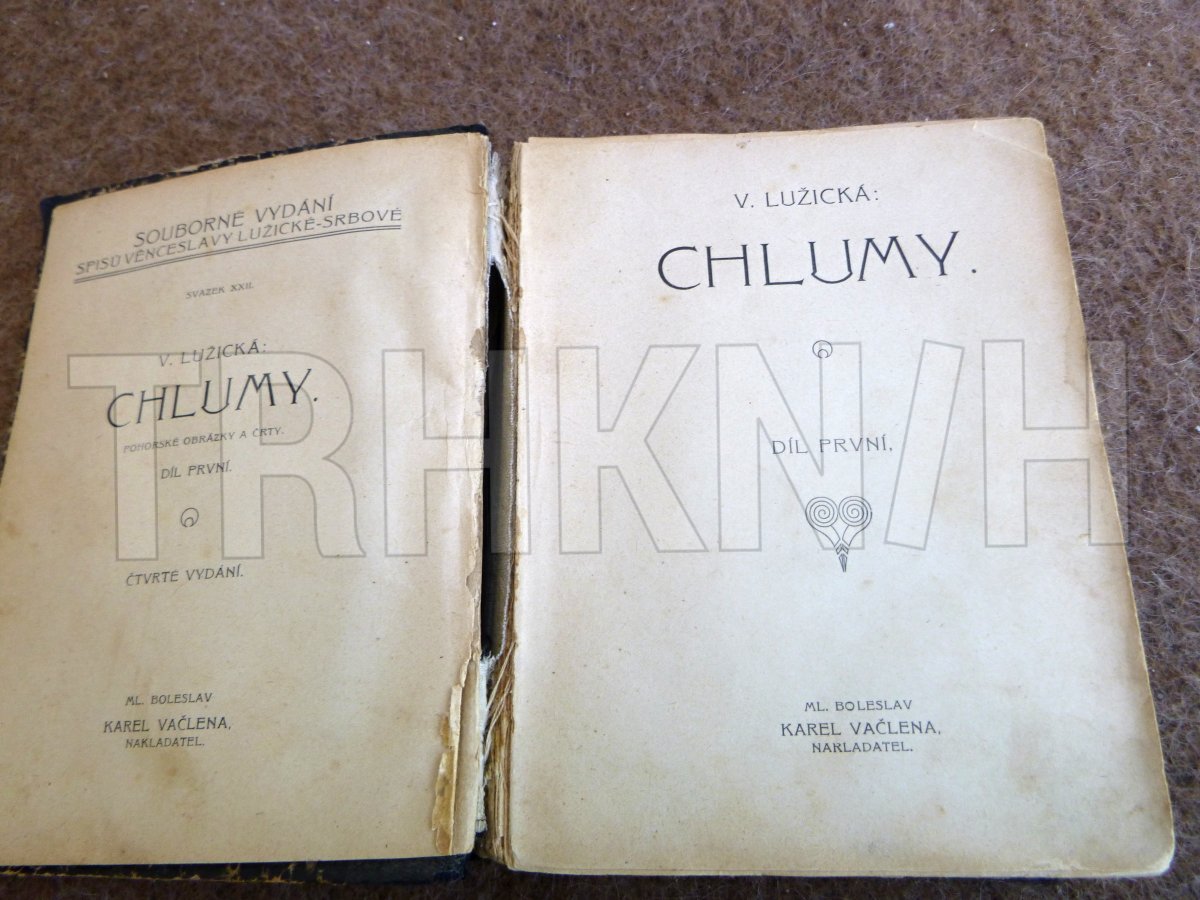 SOUBORNÉ VYDÁNÍ
SPISŮ VĚNCESLAVY LUŽICKÉ-SRBOVÉ
SVAZEK XXII.
V. LUŽICKÁ:
CHLUMY.
POHORSKÉ OBRÁZKY A ČRTY.
DÍL PRVNÍ.
ČTVRTÉ VYDÁNÍ.
ML. BOLESLAV
KAREL VAČLENA,
NAKLADATEL.
V. LUŽICKÁ:
CHLUMY.
DÍL PRVNÍ.
ML. BOLESLAV
KAREL VAČLENA,
NAKLADATEL.
TRHKNIH